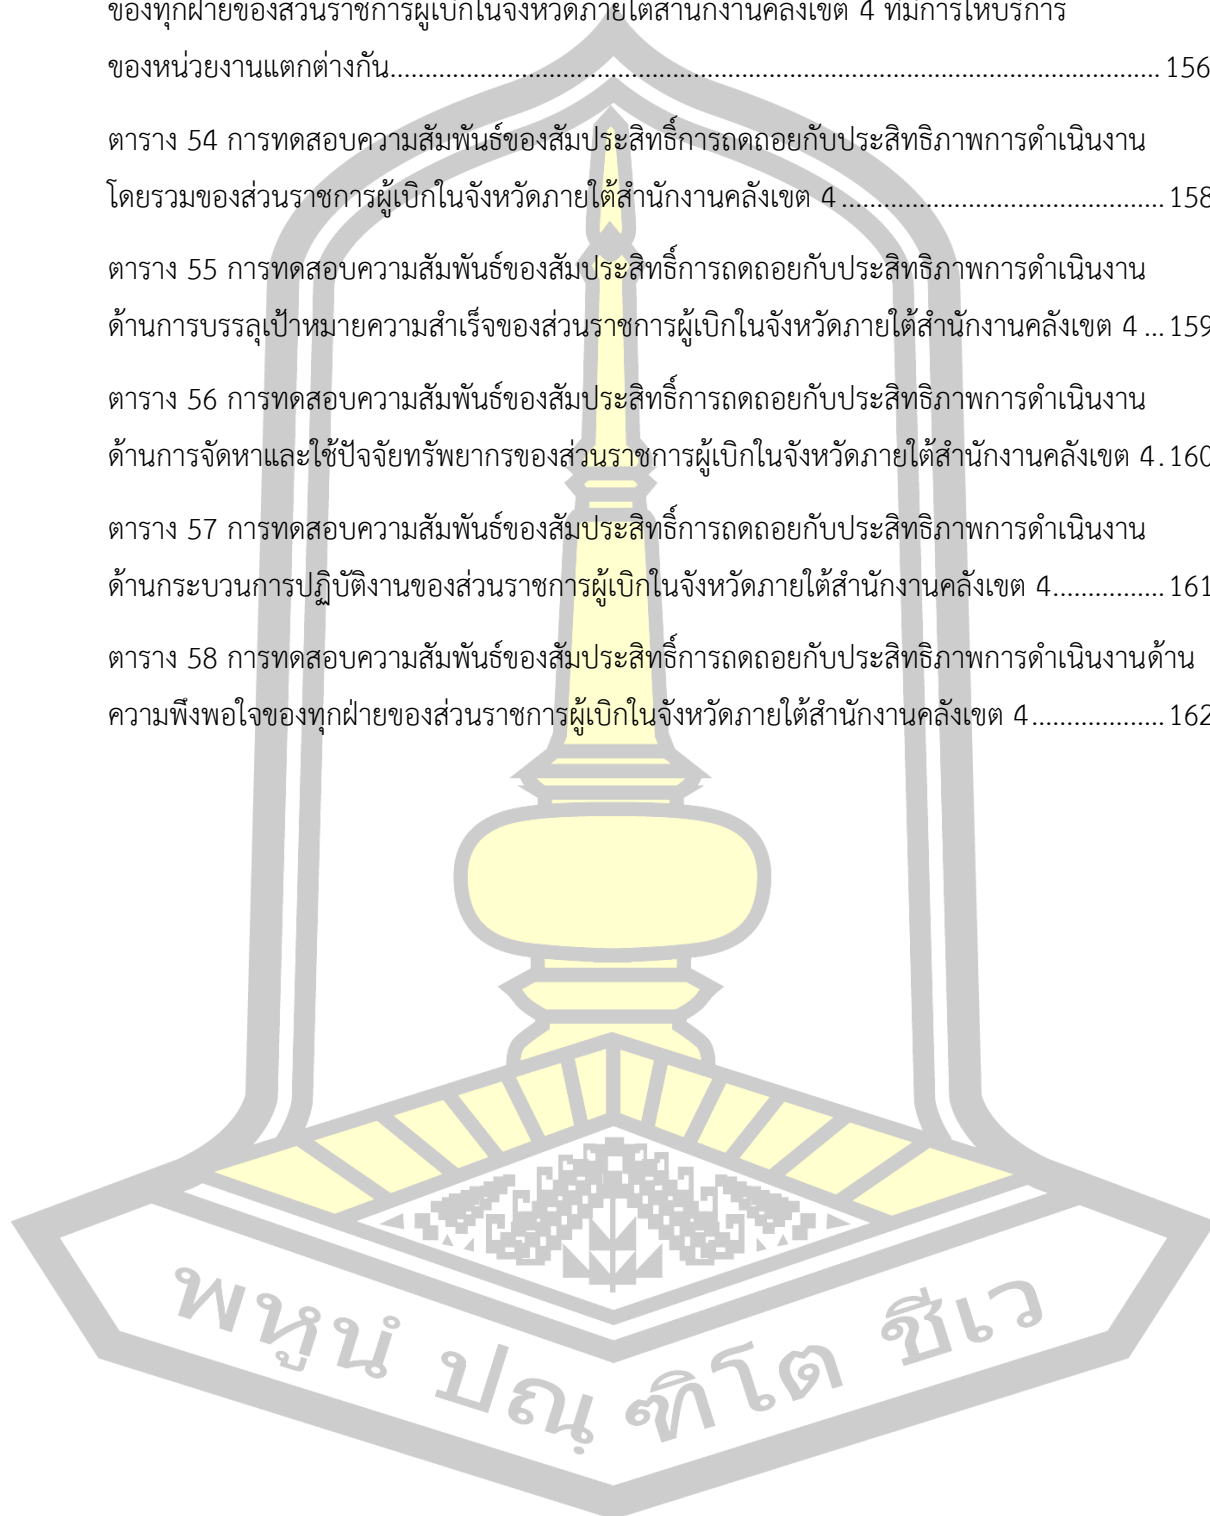 ของทุกฝ่ายของส่วนราชการผู้เบิกในจังหวัดภายใต้สำนักงานคลังเขต 4 ที่มีการให้บริการ
ของหน่วยงานแตกต่างกัน.............................................................................................................. 156
ตาราง 54 การทดสอบความสัมพันธ์ของสัมประสิทธิ์การถดถอยกับประสิทธิภาพการดำเนินงาน
โดยรวมของส่วนราชการผู้เบิกในจังหวัดภายใต้สำนักงานคลังเขต 4 .............................................. 158
ตาราง 55 การทดสอบความสัมพันธ์ของสัมประสิทธิ์การถดถอยกับประสิทธิภาพการดำเนินงาน
ด้านการบรรลุเป้าหมายความสำเร็จของส่วนราชการผู้เบิกในจังหวัดภายใต้สำนักงานคลังเขต 4 ... 159
ตาราง 56 การทดสอบความสัมพันธ์ของสัมประสิทธิ์การถดถอยกับประสิทธิภาพการดำเนินงาน
ด้านการจัดหาและใช้ปัจจัยทรัพยากรของส่วนราชการผู้เบิกในจังหวัดภายใต้สำนักงานคลังเขต 4 . 160
ตาราง 57 การทดสอบความสัมพันธ์ของสัมประสิทธิ์การถดถอยกับประสิทธิภาพการดำเนินงาน
ด้านกระบวนการปฏิบัติงานของส่วนราชการผู้เบิกในจังหวัดภายใต้สำนักงานคลังเขต 4................ 161
ตาราง 58 การทดสอบความสัมพันธ์ของสัมประสิทธิ์การถดถอยกับประสิทธิภาพการดำเนินงานด้าน
ความพึงพอใจของทุกฝ่ายของส่วนราชการผู้เบิกในจังหวัดภายใต้สำนักงานคลังเขต 4................... 162
พหูนํ ปณฺ ฑิโต ชีเว